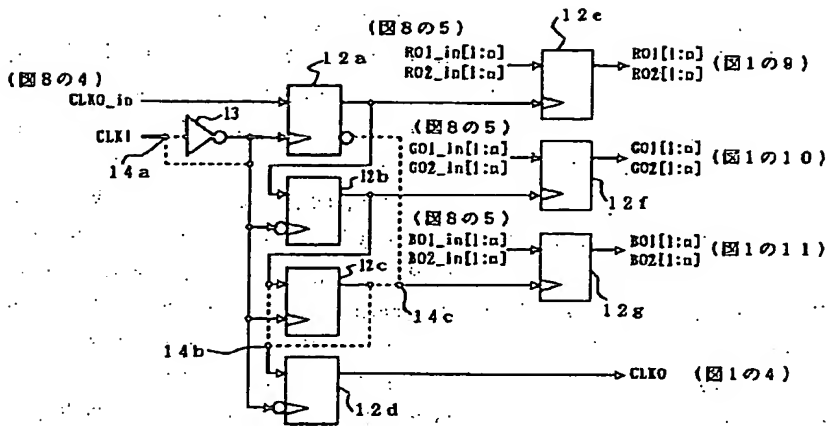 (図8の5)
12e
12a
RO1_in[1:n]
RO2_in[1:n]
RO1[1:n]
RO2[1:n]
(図1の9)
(図8の4)
CLKO_in
13
CLKI
14a
(図8の5)
GO1_in[1:n]
GO2_in[1:n]
GO1[1:n]
GO2[1:n]
(図1の10)
12b
12f
(図8の5)
BO1_in[1:n]
BO2_in[1:n]
BO1[1:n]
BO2[1:n]
(図1の11)
12c
14c
12g
14b
CLKO
(図1の4)
12d